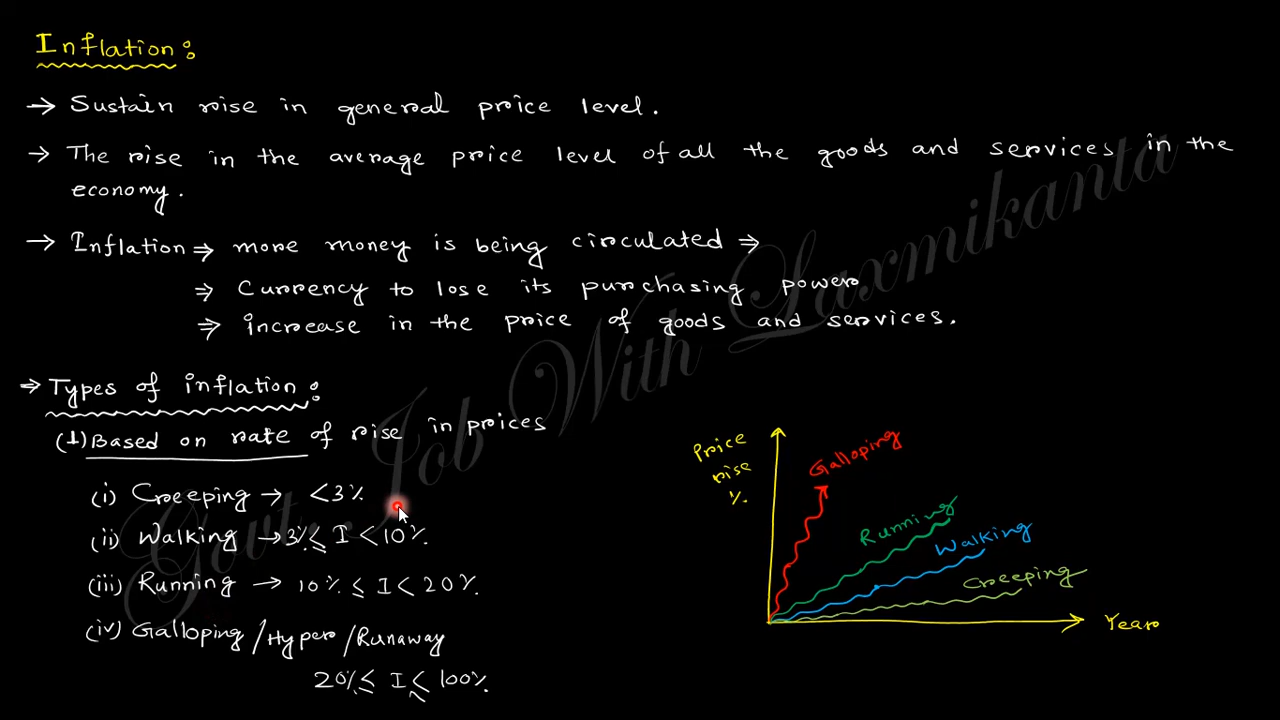 Inflation:
→ Sustain rise in general price level.
→ The rise in the average price level of all the goods and services in the
economy.
→ Inflation ⇒ more money is being circulated ⇒
⇒ Currency to lose its purchasing power
⇒ increase in the price of goods and services.
→ Types of inflation:
(1) Based on rate of rise in prices
(i) Creeping → <3%
(ii) Walking → 3% ≤ I < 10%.
(iii) Running → 10% ≤ I < 20%.
(iv) Galloping/Hyper/Runaway
20% ≤ I ≤ 100%.
Price
rise
%.
Galloping
Running
Walking
Creeping
Year
Govt. Job With Laxmikanta